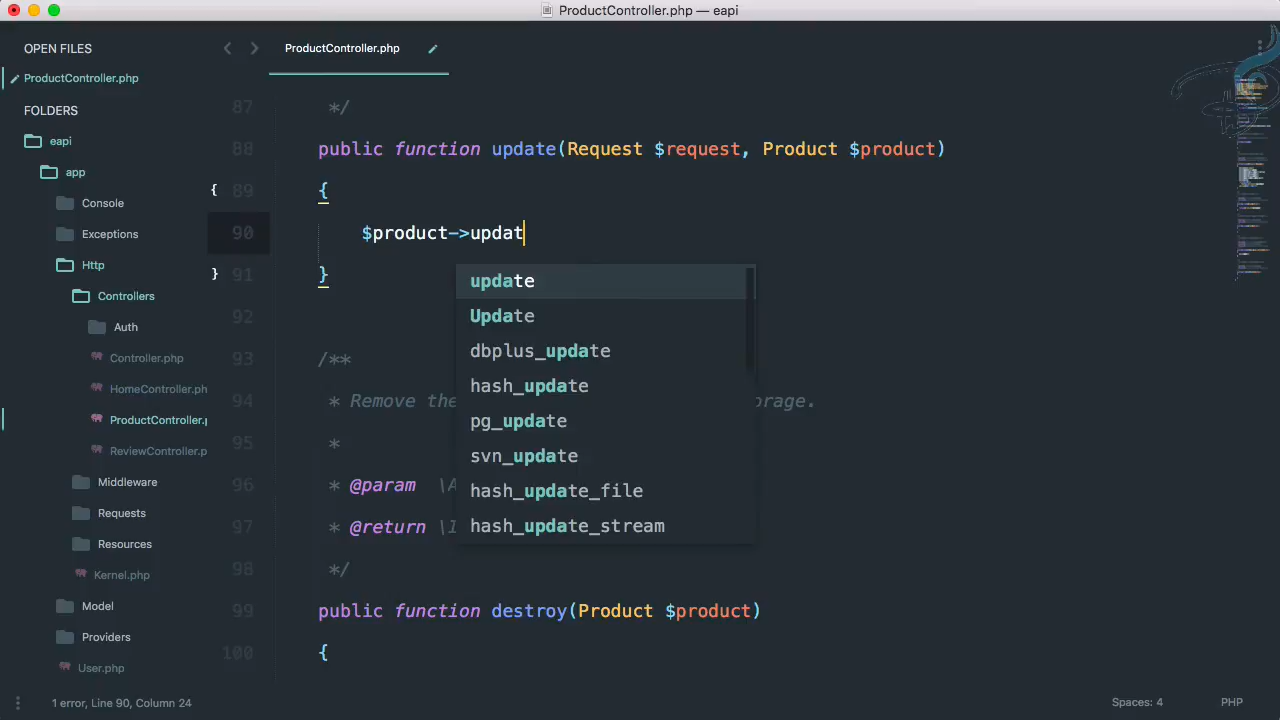 ProductController.php — eapi
OPEN FILES
ProductController.php
FOLDERS
eapi
app
Console
Exceptions
Http
Controllers
Auth
Controller.php
HomeController.ph
ProductController.p
ReviewController.p
Middleware
Requests
Resources
Kernel.php
Model
Providers
User.php
ProductController.php
87 */
88 public function update(Request $request, Product $product)
{ 89 {
90 $product->updat
} 91 }
92
93 /**
94 * Remove the orage.
95 *
96 * @param \A
97 * @return \I
98 */
99 public function destroy(Product $product)
100 {
update
Update
dbplus_update
hash_update
pg_update
svn_update
hash_update_file
hash_update_stream
1 error, Line 90, Column 24
Spaces: 4
PHP